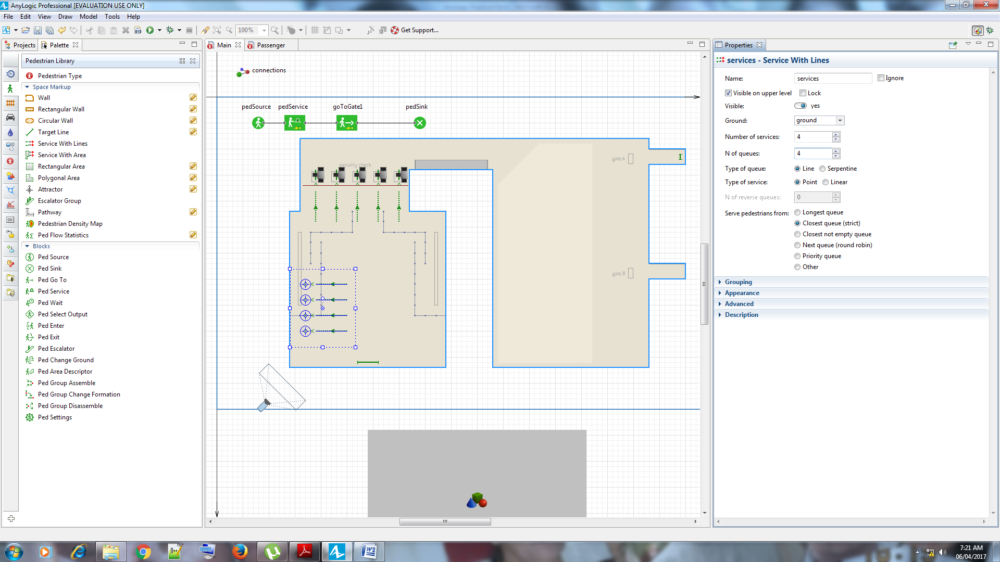 AnyLogic Professional [EVALUATION USE ONLY]
File Edit View Draw Model Tools Help
100% Get Support...
Projects Palette
Main Passenger
Properties
Pedestrian Library
Pedestrian Type
Space Markup
Wall
Rectangular Wall
Circular Wall
Target Line
Service With Lines
Service With Area
Rectangular Area
Polygonal Area
Attractor
Escalator Group
Pathway
Pedestrian Density Map
Ped Flow Statistics
Blocks
Ped Source
Ped Sink
Ped Go To
Ped Service
Ped Wait
Ped Select Output
Ped Enter
Ped Exit
Ped Escalator
Ped Change Ground
Ped Area Descriptor
Ped Group Assemble
Ped Group Change Formation
Ped Group Disassemble
Ped Settings
OK
connections
pedSource pedService goToGate1 pedSink
security check
gate A
gate B
services - Service With Lines
Name: services Ignore
Visible on upper level Lock
Visible: yes
Ground: ground
Number of services: 4
N of queues: 4
Type of queue: Line Serpentine
Type of service: Point Linear
N of reverse queues: 0
Serve pedestrians from: Longest queue
Closest queue (strict)
Closest not empty queue
Next queue (round robin)
Priority queue
Other
Grouping
Appearance
Advanced
Description
7:21 AM
06/04/2017